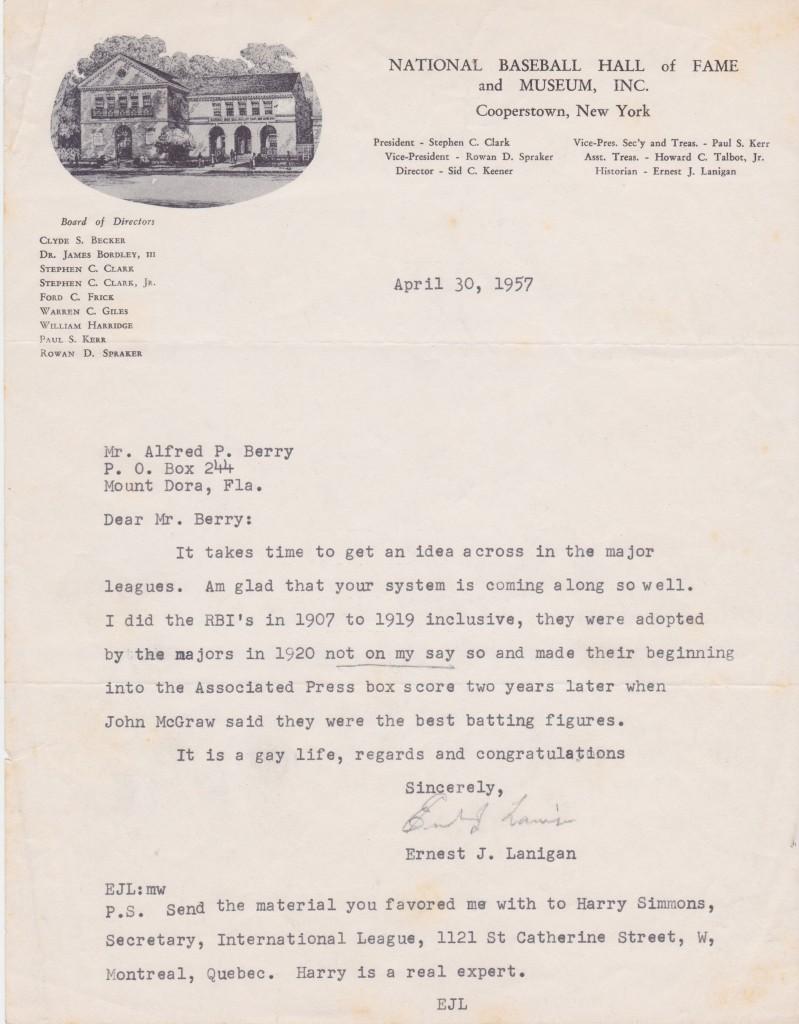 NATIONAL BASEBALL HALL of FAME
and MUSEUM, INC.
Cooperstown, New York
President - Stephen C. Clark
Vice-President - Rowan D. Spraker
Director - Sid C. Keener
Vice-Pres. Sec'y and Treas. - Paul S. Kerr
Asst. Treas. - Howard C. Talbot, Jr.
Historian - Ernest J. Lanigan
Board of Directors
Clyde S. Becker
Dr. James Bordley, III
Stephen C. Clark
Stephen C. Clark, Jr.
Ford C. Frick
Warren C. Giles
William Harridge
Paul S. Kerr
Rowan D. Spraker
April 30, 1957
Mr. Alfred P. Berry
P. O. Box 244
Mount Dora, Fla.
Dear Mr. Berry:
It takes time to get an idea across in the major
leagues. Am glad that your system is coming along so well.
I did the RBI's in 1907 to 1919 inclusive, they were adopted
by the majors in 1920 not on my say so and made their beginning
into the Associated Press box score two years later when
John McGraw said they were the best batting figures.
It is a gay life, regards and congratulations
Sincerely,
Ernest J. Lanigan
EJL:mw
P.S. Send the material you favored me with to Harry Simmons,
Secretary, International League, 1121 St Catherine Street, W,
Montreal, Quebec. Harry is a real expert.
EJL